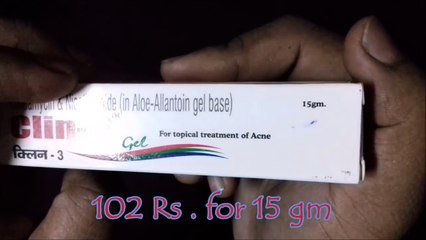 (in Aloe-Allantoin gel base)
15gm.
Clin
Gel
For topical treatment of Acne
क्लिन - 3
102 Rs . for 15 gm